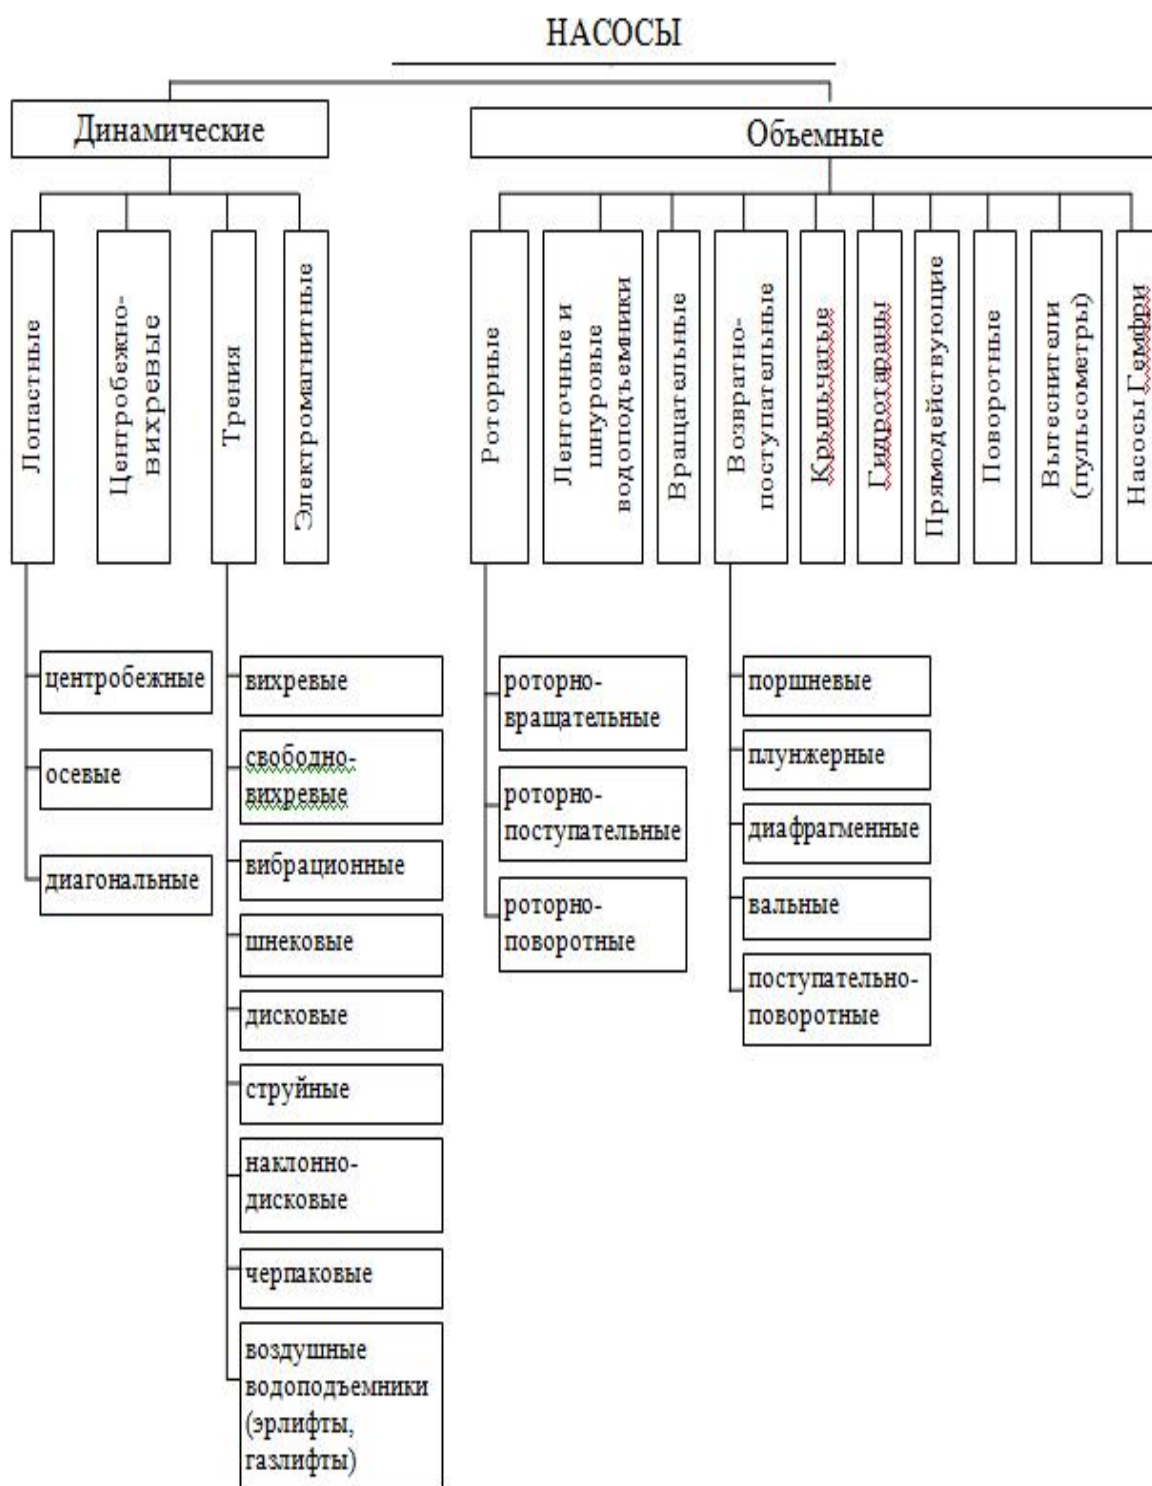 НАСОСЫ
Динамические
Объемные
Лопастные
Центробежно-
вихревые
Трения
Электромагнитные
Роторные
Ленточные и
шнуровые
водоподъемники
Вращательные
Возвратно-
поступательные
Крыльчатые
Гидротараны
Прямодействующие
Поворотные
Вытеснители
(пульсометры)
Насосы Гемфри
центробежные
осевые
диагональные
вихревые
свободно-
вихревые
вибрационные
шнековые
дисковые
струйные
наклонно-
дисковые
черпаковые
воздушные
водоподъемники
(эрлифты,
газлифты)
роторно-
вращательные
роторно-
поступательные
роторно-
поворотные
поршневые
плунжерные
диафрагменные
вальные
поступательно-
поворотные